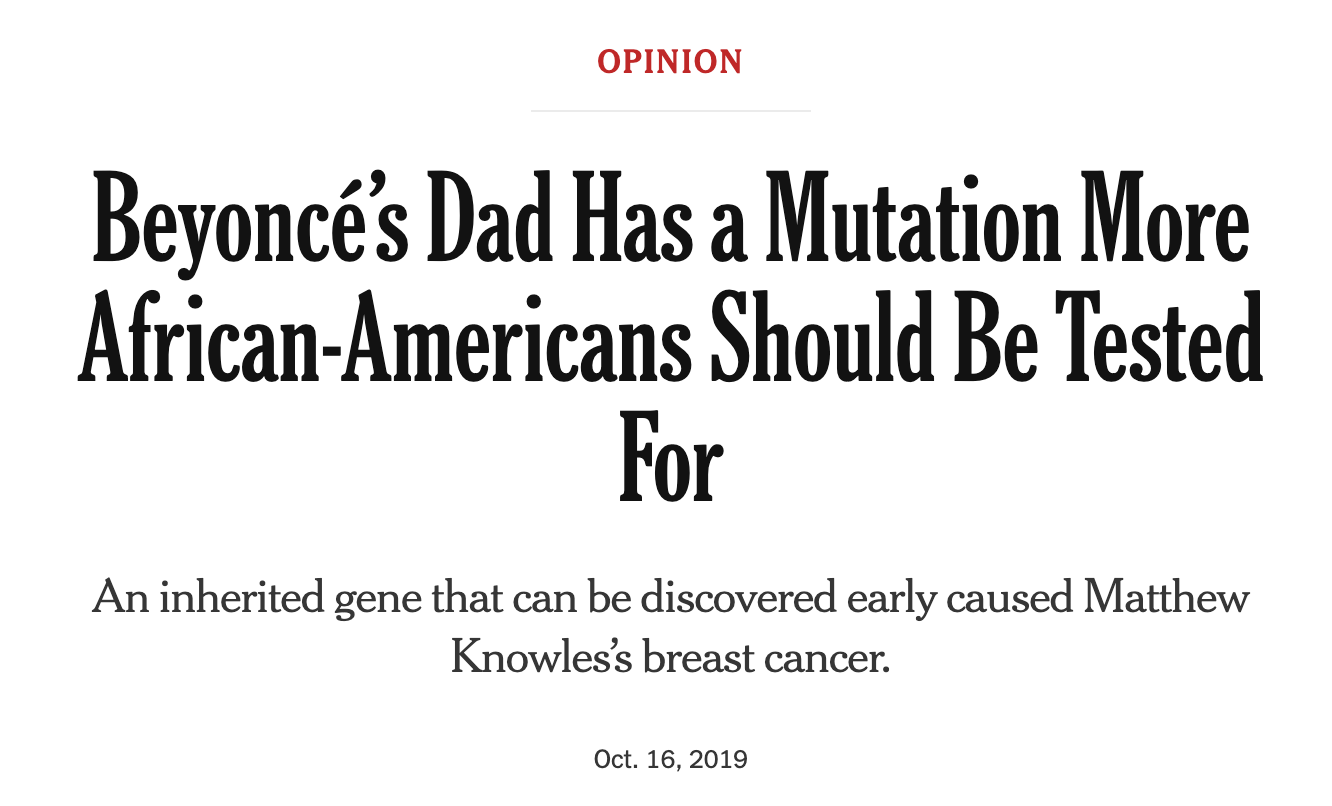 OPINION
Beyoncé’s Dad Has a Mutation More
African-Americans Should Be Tested
For
An inherited gene that can be discovered early caused Matthew
Knowles’s breast cancer.
Oct. 16, 2019